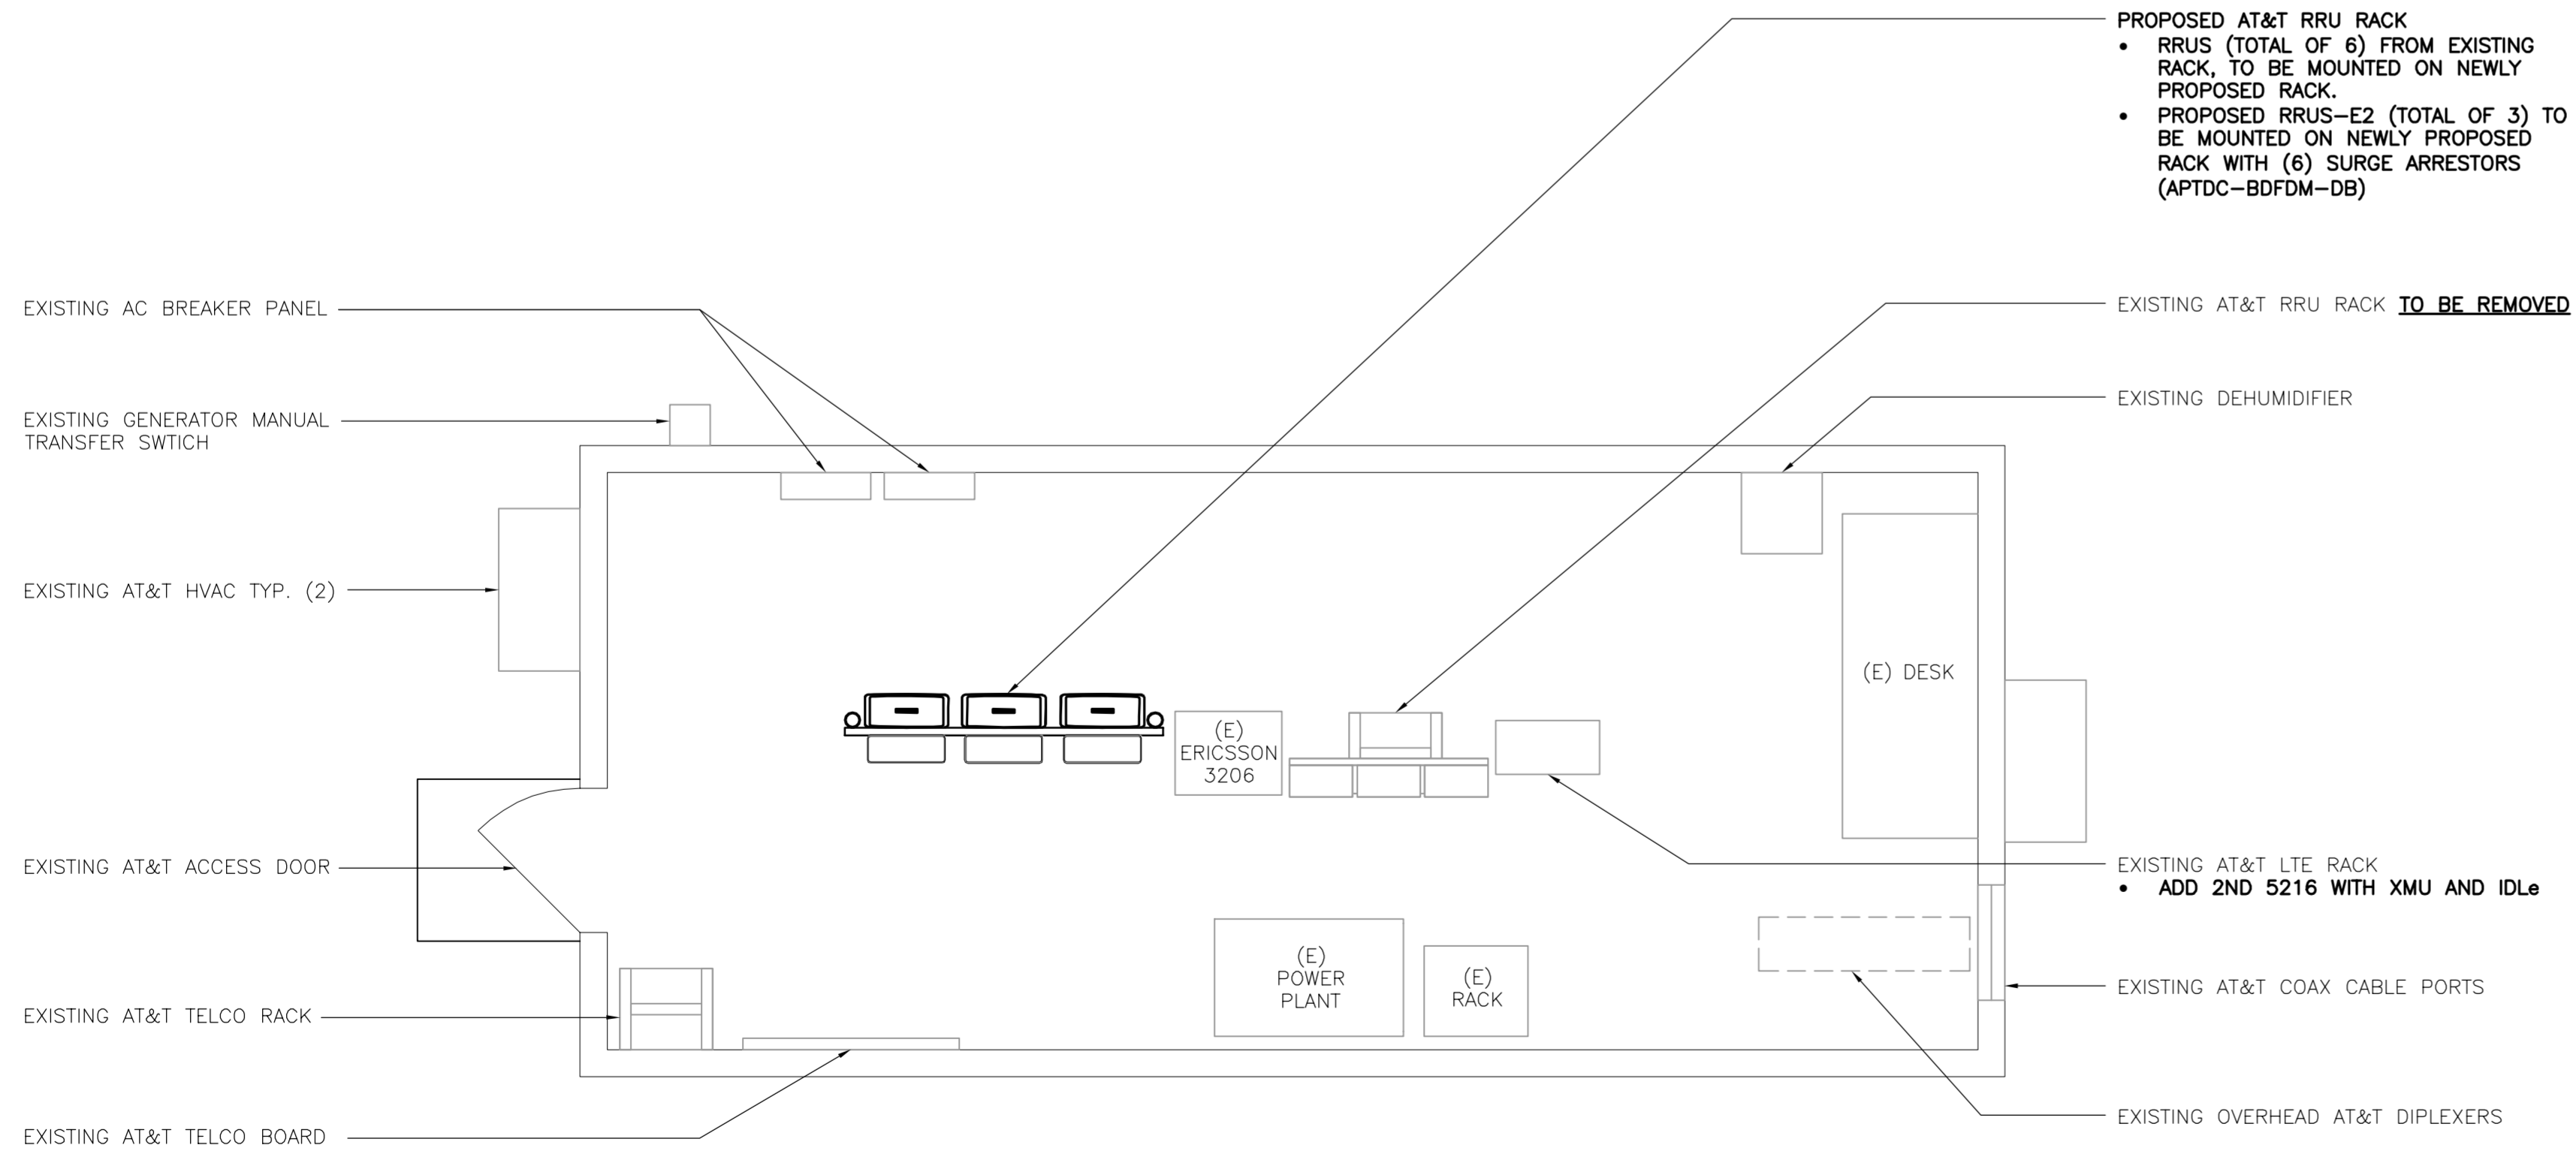 PROPOSED AT&T RRU RACK
• RRUS (TOTAL OF 6) FROM EXISTING
RACK, TO BE MOUNTED ON NEWLY
PROPOSED RACK.
• PROPOSED RRUS-E2 (TOTAL OF 3) TO
BE MOUNTED ON NEWLY PROPOSED
RACK WITH (6) SURGE ARRESTORS
(APTDC-BDFDM-DB)
EXISTING AC BREAKER PANEL
EXISTING AT&T RRU RACK TO BE REMOVED
EXISTING DEHUMIDIFIER
EXISTING GENERATOR MANUAL
TRANSFER SWTICH
EXISTING AT&T HVAC TYP. (2)
(E) DESK
(E)
ERICSSON
3206
EXISTING AT&T ACCESS DOOR
EXISTING AT&T LTE RACK
• ADD 2ND 5216 WITH XMU AND IDLe
(E)
POWER
PLANT
(E)
RACK
EXISTING AT&T COAX CABLE PORTS
EXISTING AT&T TELCO RACK
EXISTING OVERHEAD AT&T DIPLEXERS
EXISTING AT&T TELCO BOARD